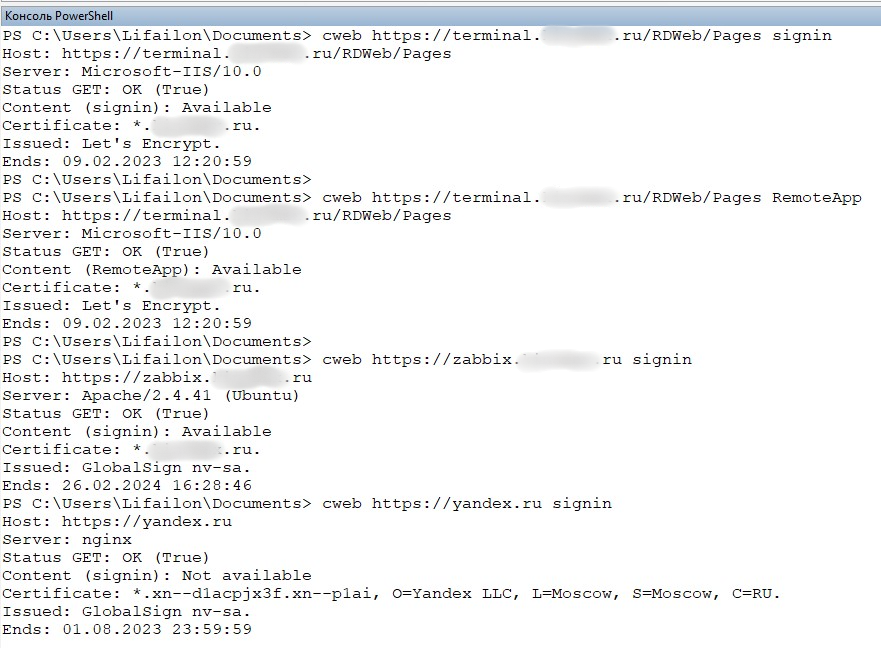 Консоль PowerShell
PS C:\Users\Lifailon\Documents> cweb https://terminal. .ru/RDWeb/Pages signin
Host: https://terminal. .ru/RDWeb/Pages
Server: Microsoft-IIS/10.0
Status GET: OK (True)
Content (signin): Available
Certificate: *. .ru.
Issued: Let's Encrypt.
Ends: 09.02.2023 12:20:59
PS C:\Users\Lifailon\Documents>
PS C:\Users\Lifailon\Documents> cweb https://terminal. .ru/RDWeb/Pages RemoteApp
Host: https://terminal. .ru/RDWeb/Pages
Server: Microsoft-IIS/10.0
Status GET: OK (True)
Content (RemoteApp): Available
Certificate: *. .ru.
Issued: Let's Encrypt.
Ends: 09.02.2023 12:20:59
PS C:\Users\Lifailon\Documents>
PS C:\Users\Lifailon\Documents> cweb https://zabbix. .ru signin
Host: https://zabbix. .ru
Server: Apache/2.4.41 (Ubuntu)
Status GET: OK (True)
Content (signin): Available
Certificate: *. .ru.
Issued: GlobalSign nv-sa.
Ends: 26.02.2024 16:28:46
PS C:\Users\Lifailon\Documents> cweb https://yandex.ru signin
Host: https://yandex.ru
Server: nginx
Status GET: OK (True)
Content (signin): Not available
Certificate: *.xn--d1acpjx3f.xn--p1ai, O=Yandex LLC, L=Moscow, S=Moscow, C=RU.
Issued: GlobalSign nv-sa.
Ends: 01.08.2023 23:59:59